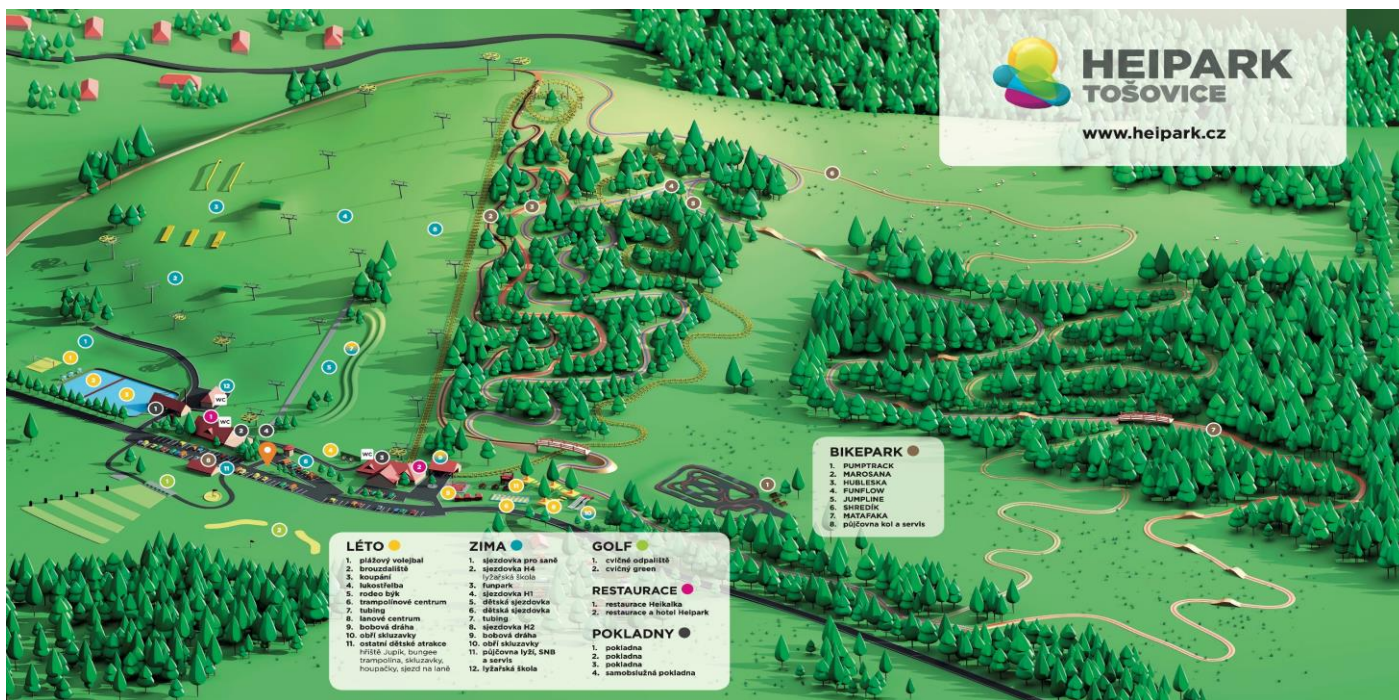 HEIPARK
TOŠOVICE
www.heipark.cz
WC
WC
WC
BIKEPARK
1. PUMPTRACK
2. MAROSANA
3. HUBLESKA
4. FUNFLOW
5. JUMPLINE
6. SHREDÍK
7. MATAFAKA
8. půjčovna kol a servis
LÉTO
1. plážový volejbal
2. brouzdaliště
3. koupání
4. lukostřelba
5. rodeo býk
6. trampolínové centrum
7. tubing
8. lanové centrum
9. bobová dráha
10. obří skluzavky
11. ostatní dětské atrakce
hřiště Jupík, bungee
trampolína, skluzavky,
houpačky, sjezd na laně
ZIMA
1. sjezdovka pro saně
2. sjezdovka H4
lyžařská škola
3. funpark
4. sjezdovka H1
5. dětská sjezdovka
6. dětská sjezdovka
7. tubing
8. sjezdovka H2
9. bobová dráha
10. obří skluzavky
11. půjčovna lyží, SNB
a servis
12. lyžařská škola
GOLF
1. cvičné odpaliště
2. cvičný green
RESTAURACE
1. restaurace Heikalka
2. restaurace a hotel Heipark
POKLADNY
1. pokladna
2. pokladna
3. pokladna
4. samobslužná pokladna